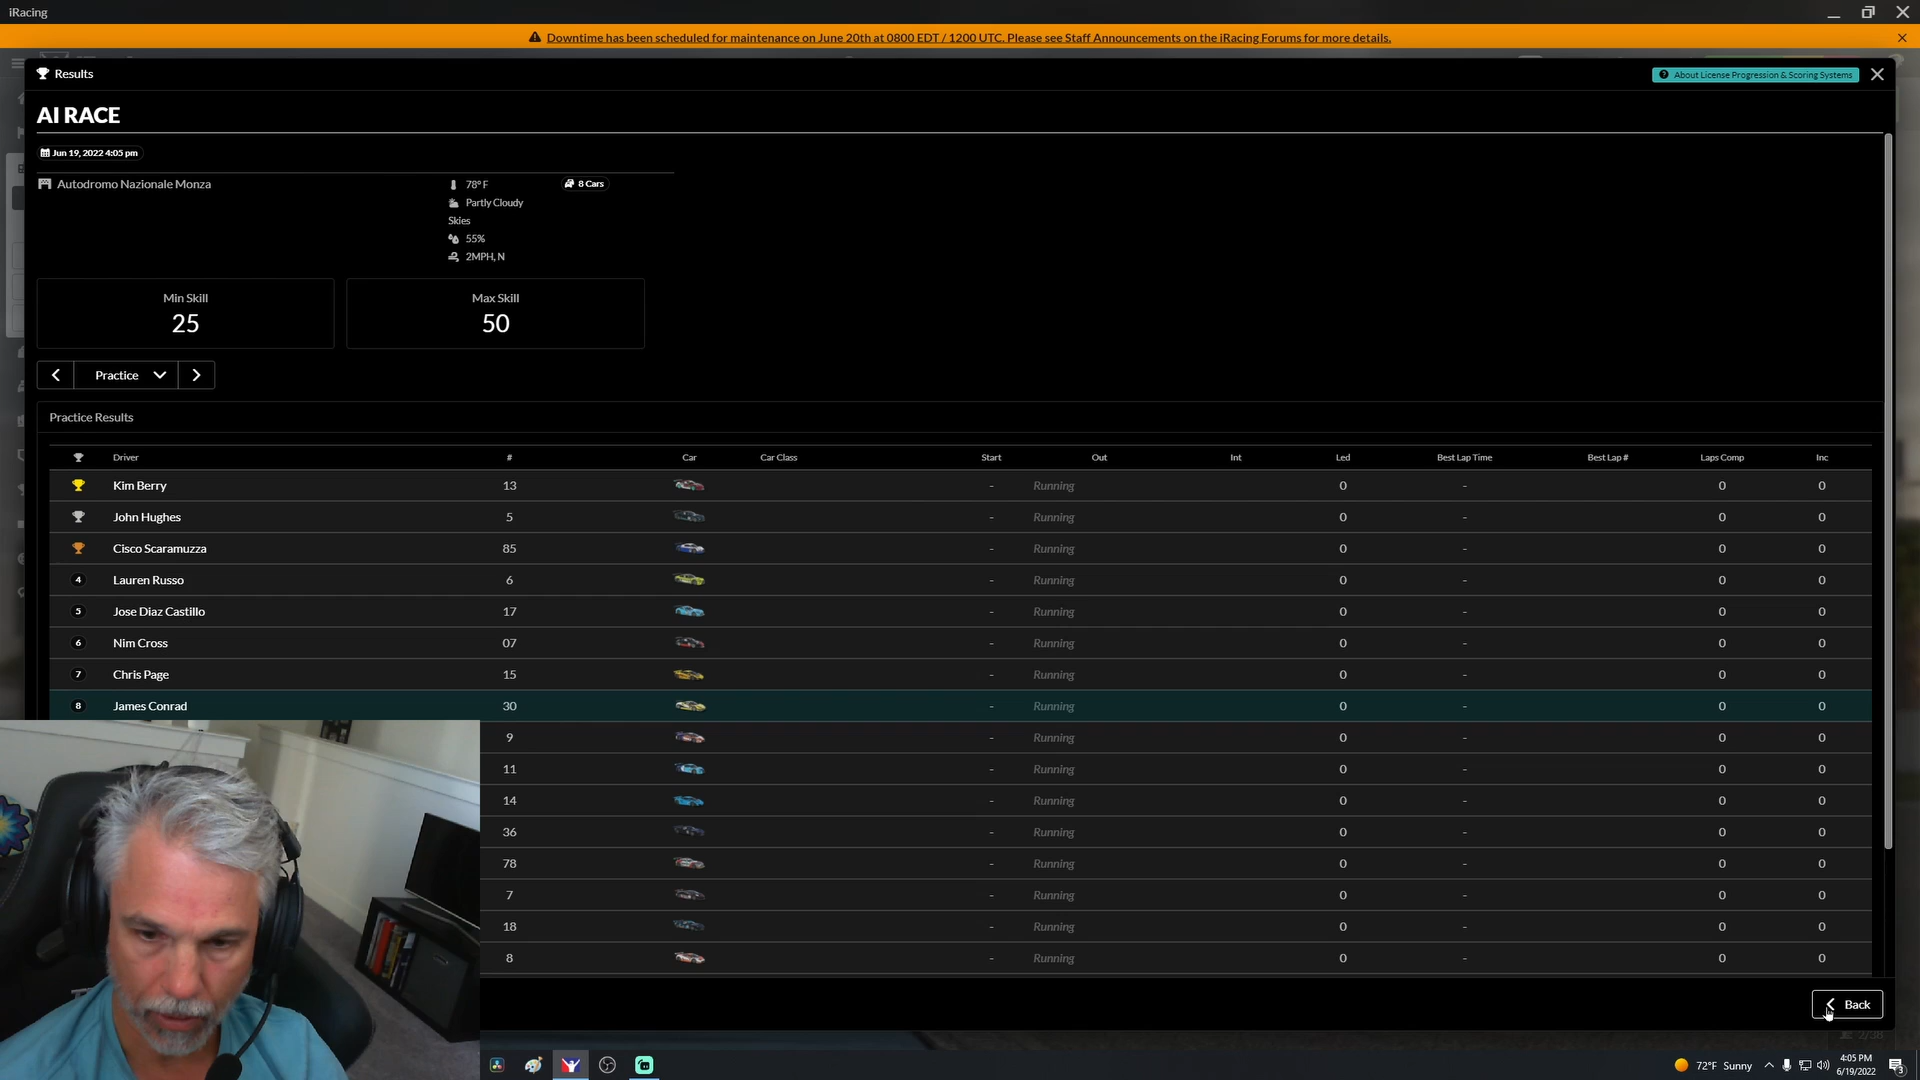 iRacing
Downtime has been scheduled for maintenance on June 20th at 0800 EDT / 1200 UTC. Please see Staff Announcements on the iRacing Forums for more details.
Results
About License Progression & Scoring Systems
AI RACE
Jun 19, 2022 4:05 pm
Autodromo Nazionale Monza
78° F
8 Cars
Partly Cloudy
Skies
55%
2MPH, N
Min Skill
Max Skill
25
50
Practice
Practice Results
Driver # Car Car Class Start Out Int Led Best Lap Time Best Lap # Laps Comp Inc
Kim Berry 13 - Running 0 - 0 0
John Hughes 5 - Running 0 - 0 0
Cisco Scaramuzza 85 - Running 0 - 0 0
4 Lauren Russo 6 - Running 0 - 0 0
5 Jose Diaz Castillo 17 - Running 0 - 0 0
6 Nim Cross 07 - Running 0 - 0 0
7 Chris Page 15 - Running 0 - 0 0
8 James Conrad 30 - Running 0 - 0 0
9 - Running 0 - 0 0
11 - Running 0 - 0 0
14 - Running 0 - 0 0
36 - Running 0 - 0 0
78 - Running 0 - 0 0
7 - Running 0 - 0 0
18 - Running 0 - 0 0
8 - Running 0 - 0 0
Back
72°F Sunny
4:05 PM
6/19/2022
3